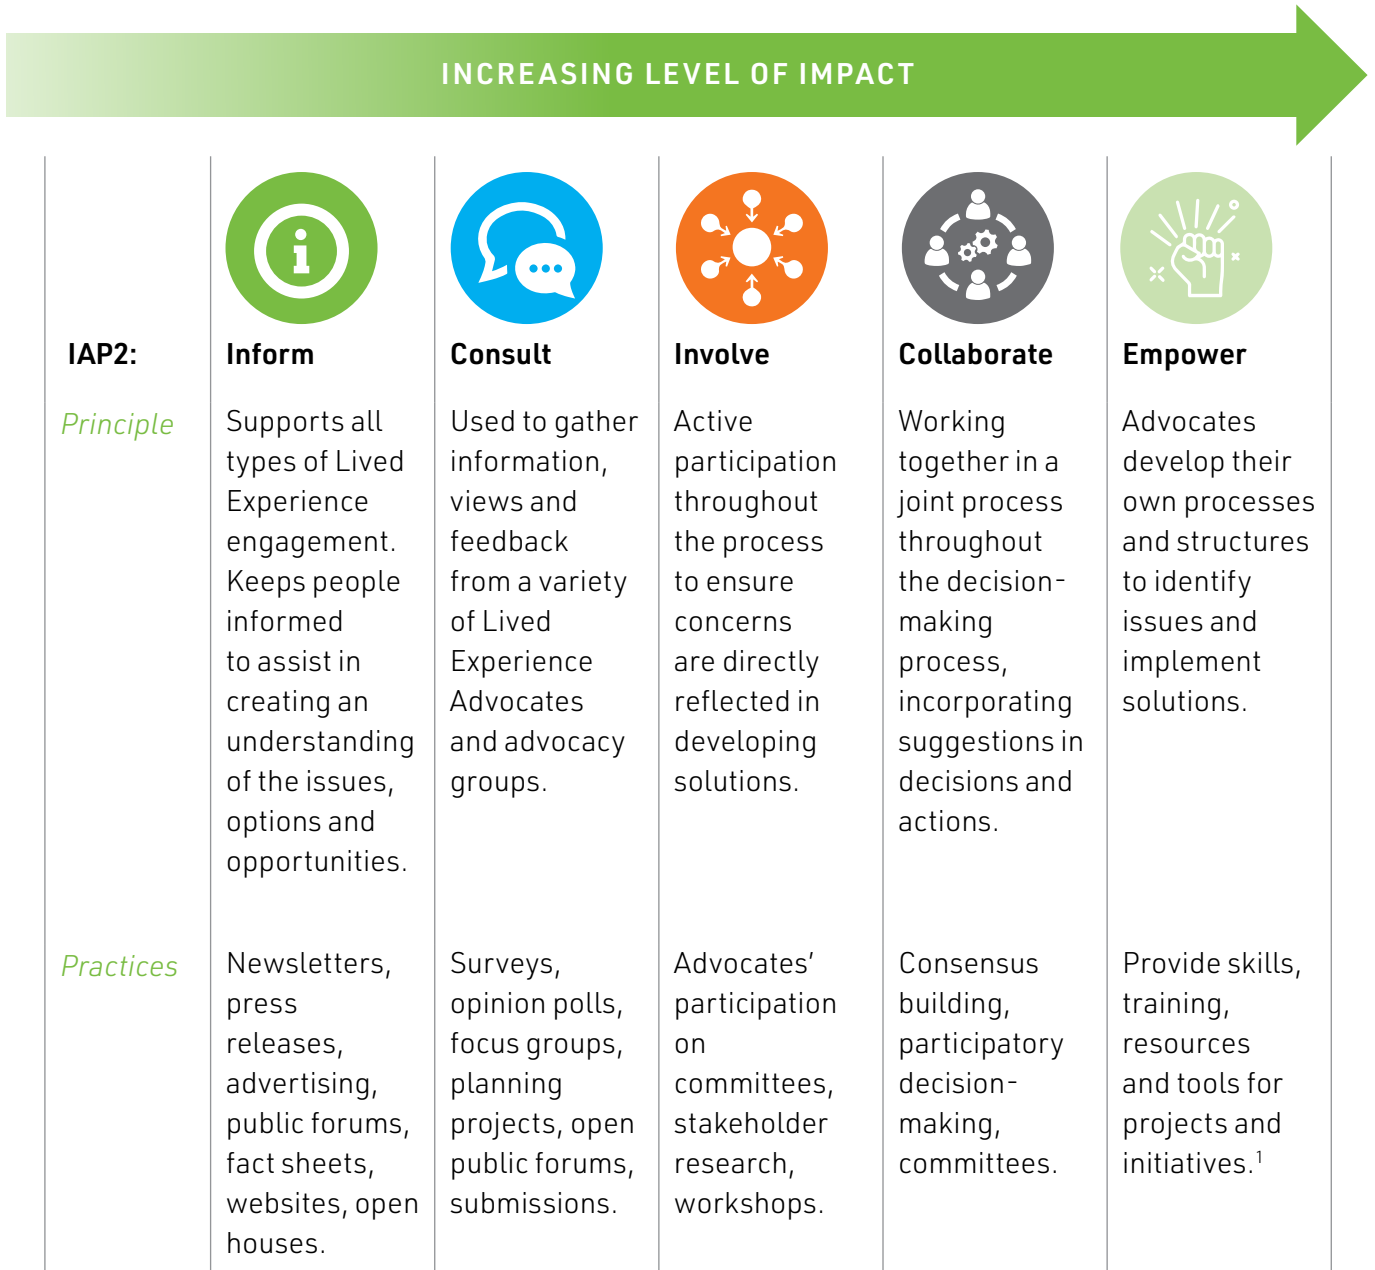 INCREASING LEVEL OF IMPACT
IAP2:
Inform
Consult
Involve
Collaborate
Empower
Principle
Supports all
types of Lived
Experience
engagement.
Keeps people
informed
to assist in
creating an
understanding
of the issues,
options and
opportunities.
Used to gather
information,
views and
feedback
from a variety
of Lived
Experience
Advocates
and advocacy
groups.
Active
participation
throughout
the process
to ensure
concerns
are directly
reflected in
developing
solutions.
Working
together in a
joint process
throughout
the decision-
making
process,
incorporating
suggestions in
decisions and
actions.
Advocates
develop their
own processes
and structures
to identify
issues and
implement
solutions.
Practices
Newsletters,
press
releases,
advertising,
public forums,
fact sheets,
websites, open
houses.
Surveys,
opinion polls,
focus groups,
planning
projects, open
public forums,
submissions.
Advocates’
participation
on
committees,
stakeholder
research,
workshops.
Consensus
building,
participatory
decision-
making,
committees.
Provide skills,
training,
resources
and tools for
projects and
initiatives.¹